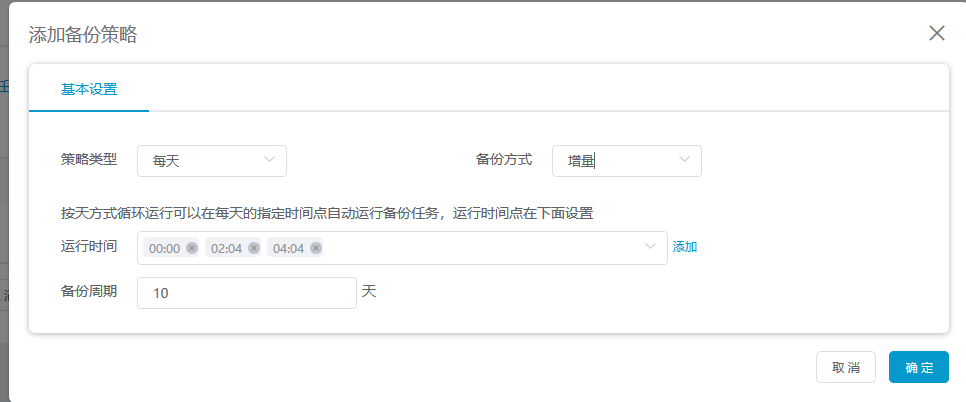 添加备份策略
基本设置
策略类型 每天 备份方式 增量
按天方式循环运行可以在每天的指定时间点自动运行备份任务，运行时间点在下面设置
运行时间 00:00 02:04 04:04 添加
备份周期 10 天
取消 确定